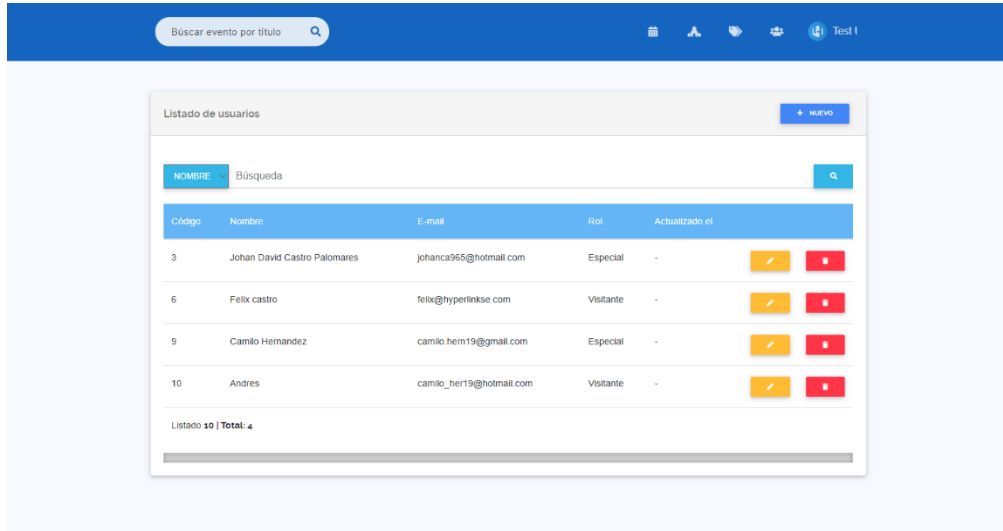 Búscar evento por título
Test U
Listado de usuarios
+ NUEVO
NOMBRE Búsqueda
Código Nombre E-mail Rol Actualizado el
3 Johan David Castro Palomares johanca965@hotmail.com Especial -
6 Felix castro felix@hyperlinkse.com Visitante -
9 Camilo Hernandez camilo.hern19@gmail.com Especial -
10 Andres camilo_her19@hotmail.com Visitante -
Listado 10 | Total: 4